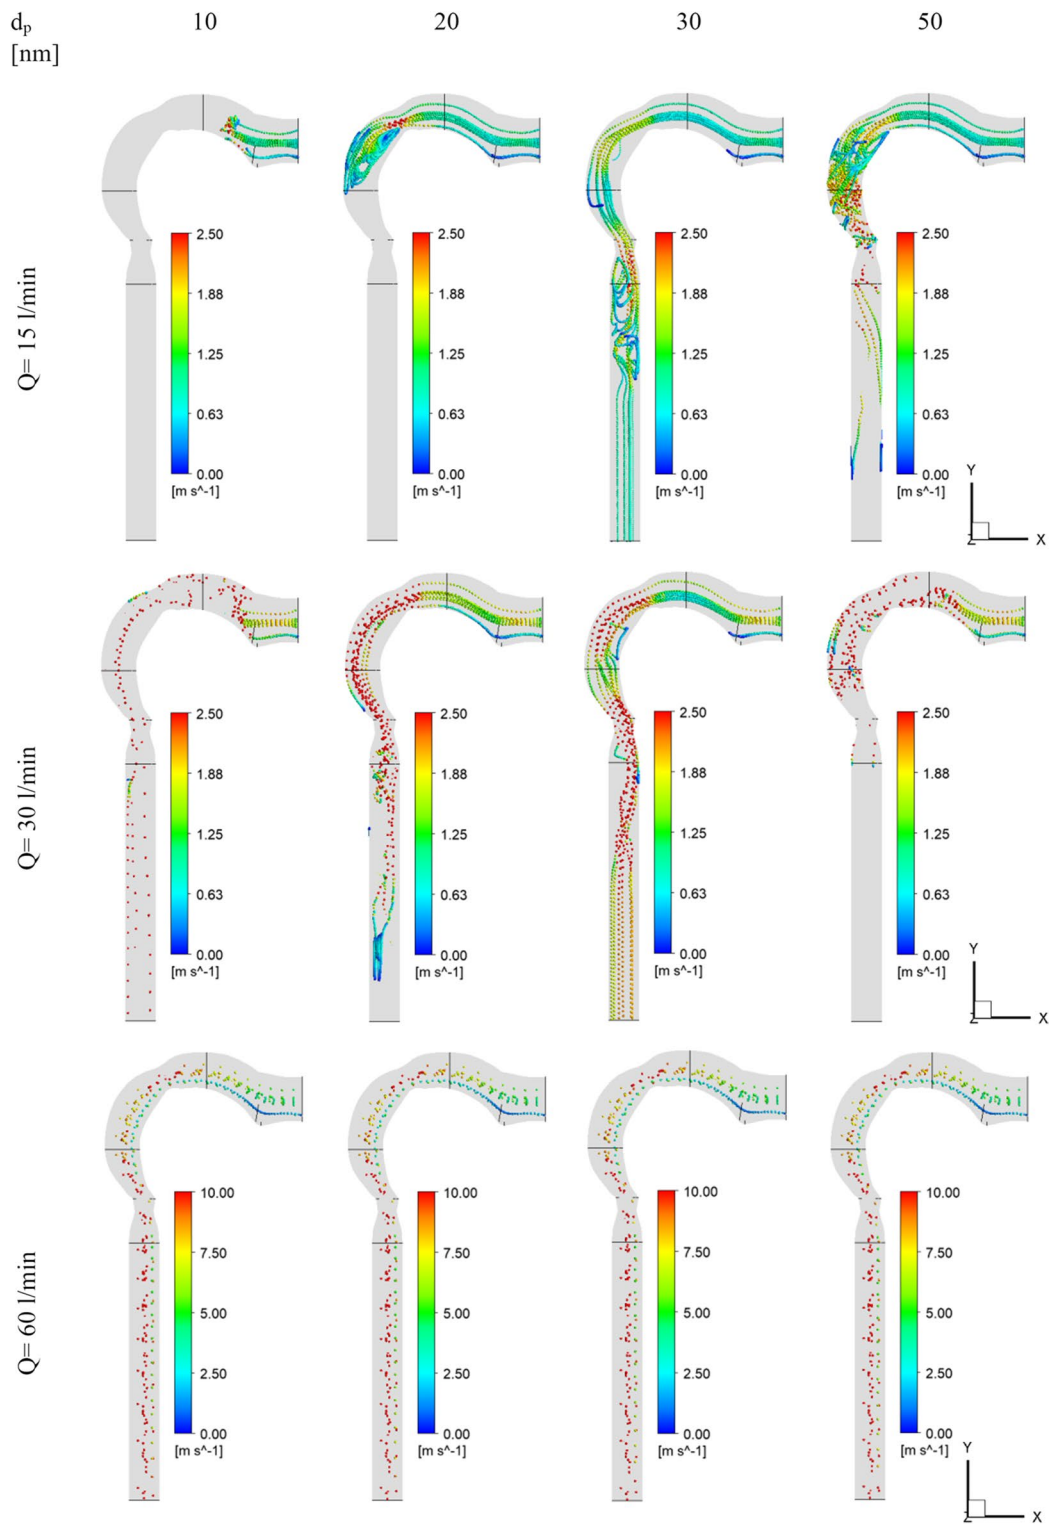 dp 10 20 30 50
[nm]
Q= 15 l/min
2.50 2.50 2.50 2.50
1.88 1.88 1.88 1.88
1.25 1.25 1.25 1.25
0.63 0.63 0.63 0.63
0.00 0.00 0.00 0.00
[m s^-1] [m s^-1] [m s^-1] [m s^-1]
Y
Z X
Q= 30 l/min
2.50 2.50 2.50 2.50
1.88 1.88 1.88 1.88
1.25 1.25 1.25 1.25
0.63 0.63 0.63 0.63
0.00 0.00 0.00 0.00
[m s^-1] [m s^-1] [m s^-1] [m s^-1]
Y
Z X
Q= 60 l/min
10.00 10.00 10.00 10.00
7.50 7.50 7.50 7.50
5.00 5.00 5.00 5.00
2.50 2.50 2.50 2.50
0.00 0.00 0.00 0.00
[m s^-1] [m s^-1] [m s^-1] [m s^-1]
Y
Z X